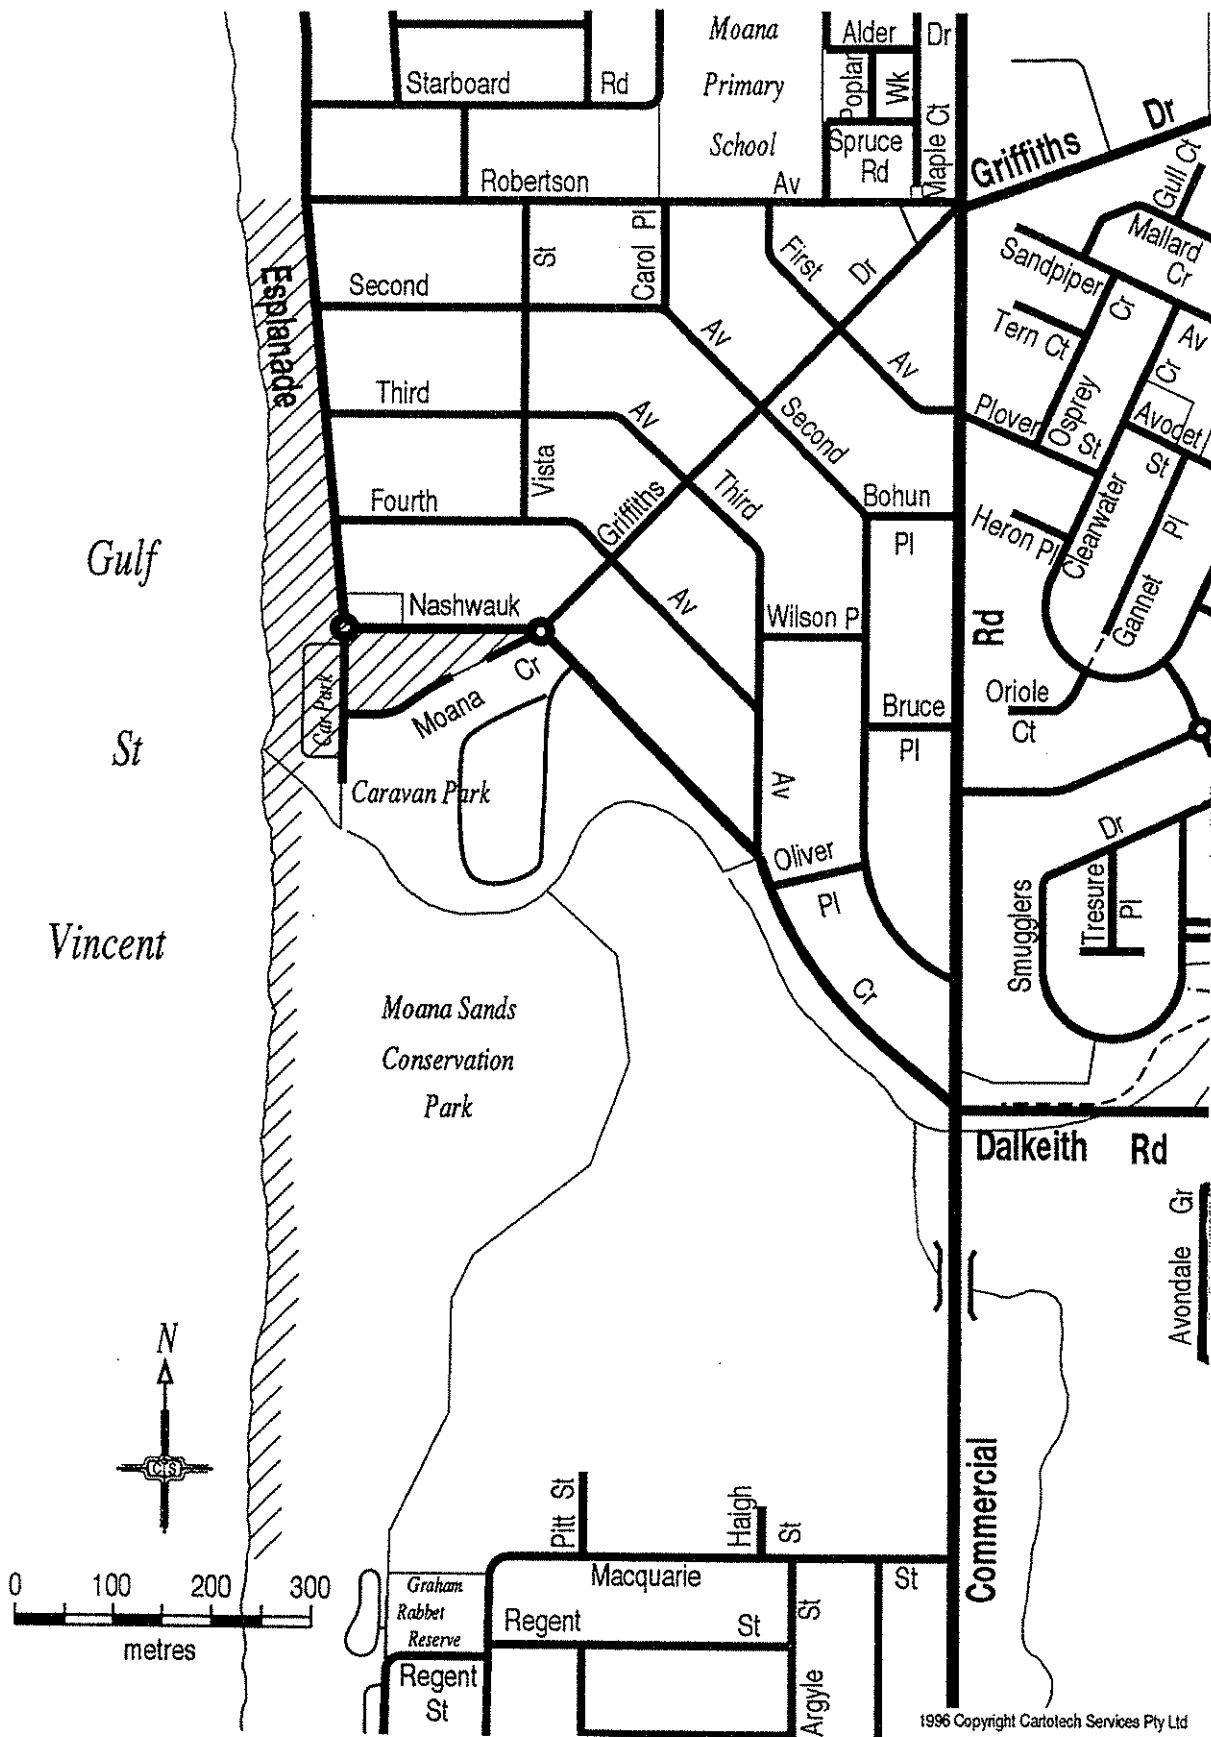 Moana
Primary
School
Alder
Dr
Poplar
Wk
Starboard Rd
Spruce
Rd
Maple Ct
Griffiths Dr
Gull Ct
Robertson Av
Mallard
Cr
Sandpiper
Av
Esplanade
Second
St
Carol Pl
First
Dr
Av
Av
Cr
Tern Ct
Cr
Third
Av
Second
Plover
St
Osprey
Avodet
St
Fourth
Vista
Griffiths
Third
Bohun
Pl
Heron Pl
Clearwater
Gannet
Pl
Gulf
Nashwauk
Av
Wilson P
Rd
St
Car Park
Moana
Cr
Bruce
Pl
Oriole
Ct
Caravan Park
Av
Oliver
Pl
Dr
Smugglers
Tresure
Pl
Vincent
Cr
Moana Sands
Conservation
Park
Dalkeith Rd
Avondale Gr
N
C S
Commercial
Pitt St
Haigh
St
Macquarie
St
0 100 200 300
metres
Graham
Rabbet
Reserve
Regent
St
Regent
St
Argyle
St
1996 Copyright Cartotech Services Pty Ltd